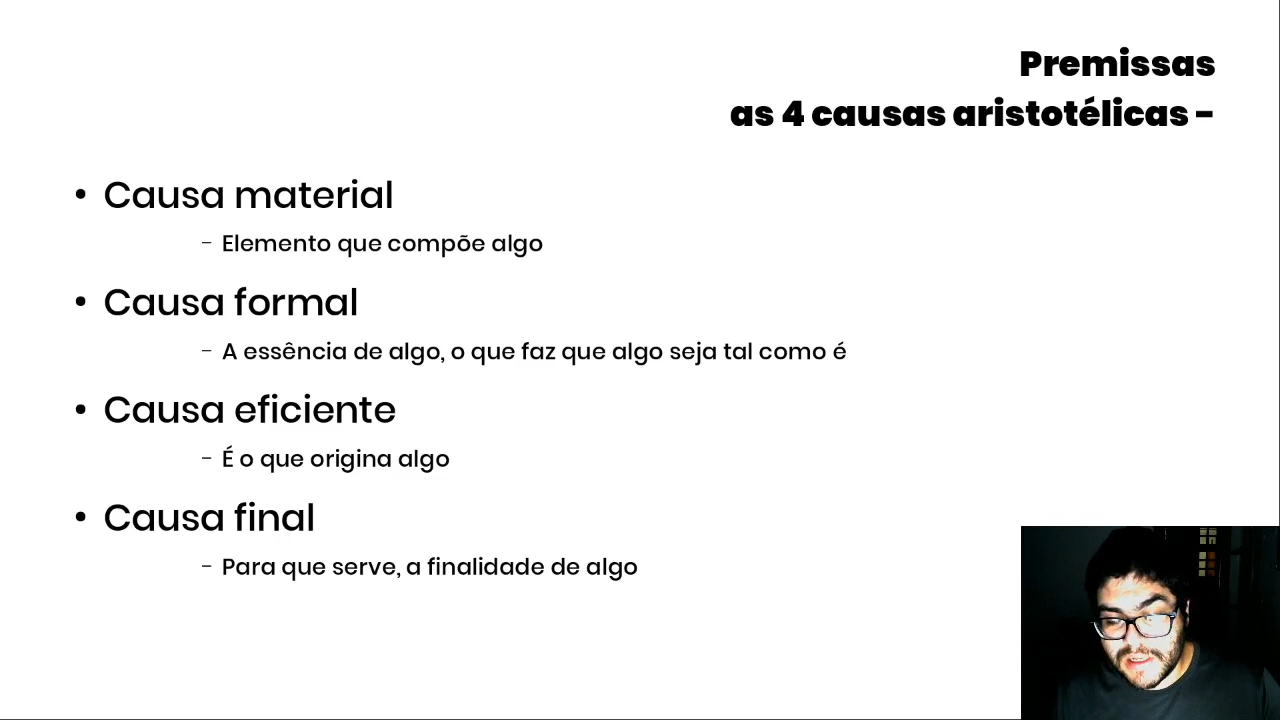 Premissas
as 4 causas aristotélicas -
• Causa material
– Elemento que compõe algo
• Causa formal
– A essência de algo, o que faz que algo seja tal como é
• Causa eficiente
– É o que origina algo
• Causa final
– Para que serve, a finalidade de algo